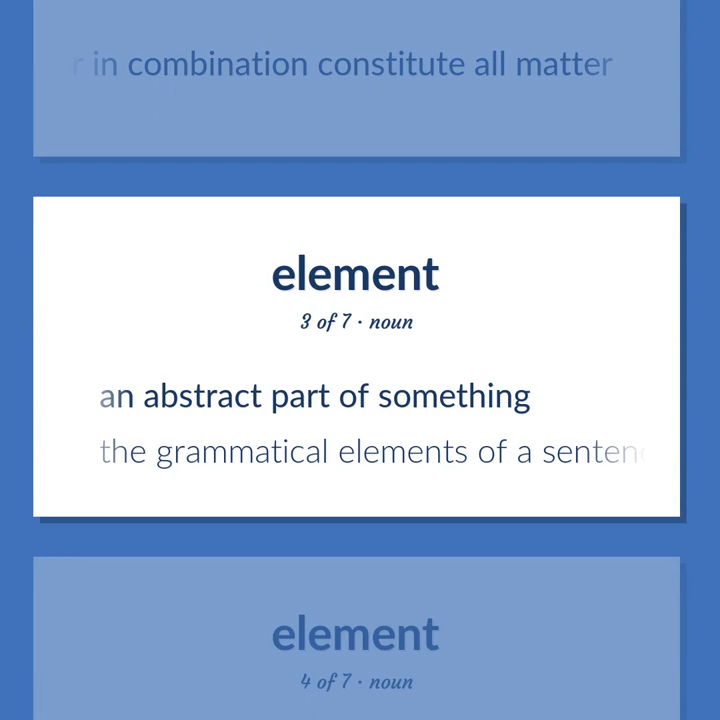 in combination constitute all matter
element
3 of 7 · noun
an abstract part of something
the grammatical elements of a
element
4 of 7 · noun